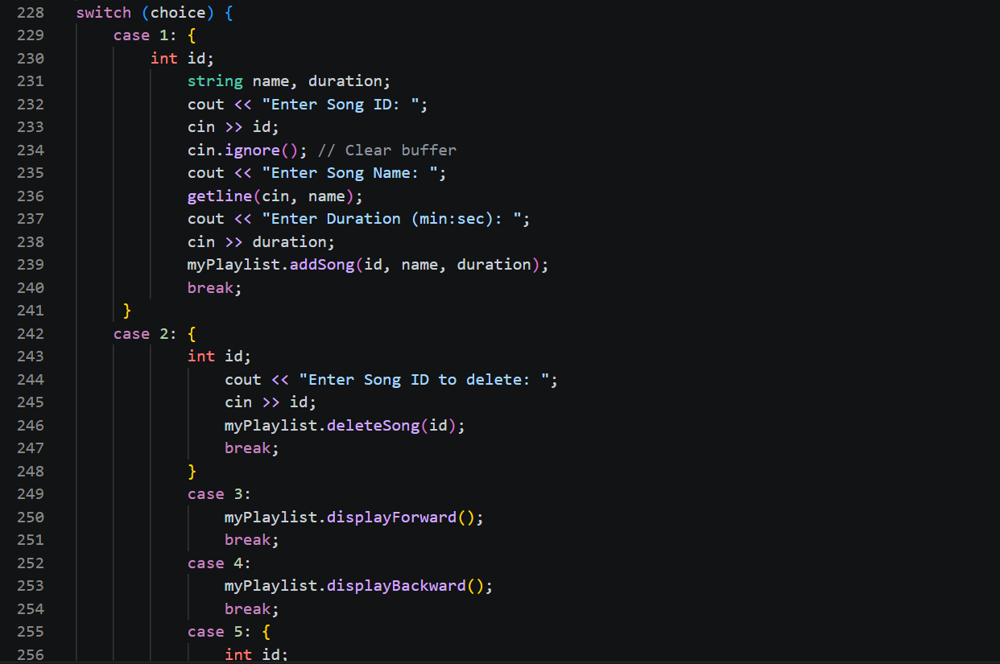 228 switch (choice) {
229 case 1: {
230 int id;
231 string name, duration;
232 cout << "Enter Song ID: ";
233 cin >> id;
234 cin.ignore(); // Clear buffer
235 cout << "Enter Song Name: ";
236 getline(cin, name);
237 cout << "Enter Duration (min:sec): ";
238 cin >> duration;
239 myPlaylist.addSong(id, name, duration);
240 break;
241 }
242 case 2: {
243 int id;
244 cout << "Enter Song ID to delete: ";
245 cin >> id;
246 myPlaylist.deleteSong(id);
247 break;
248 }
249 case 3:
250 myPlaylist.displayForward();
251 break;
252 case 4:
253 myPlaylist.displayBackward();
254 break;
255 case 5: {
256 int id;